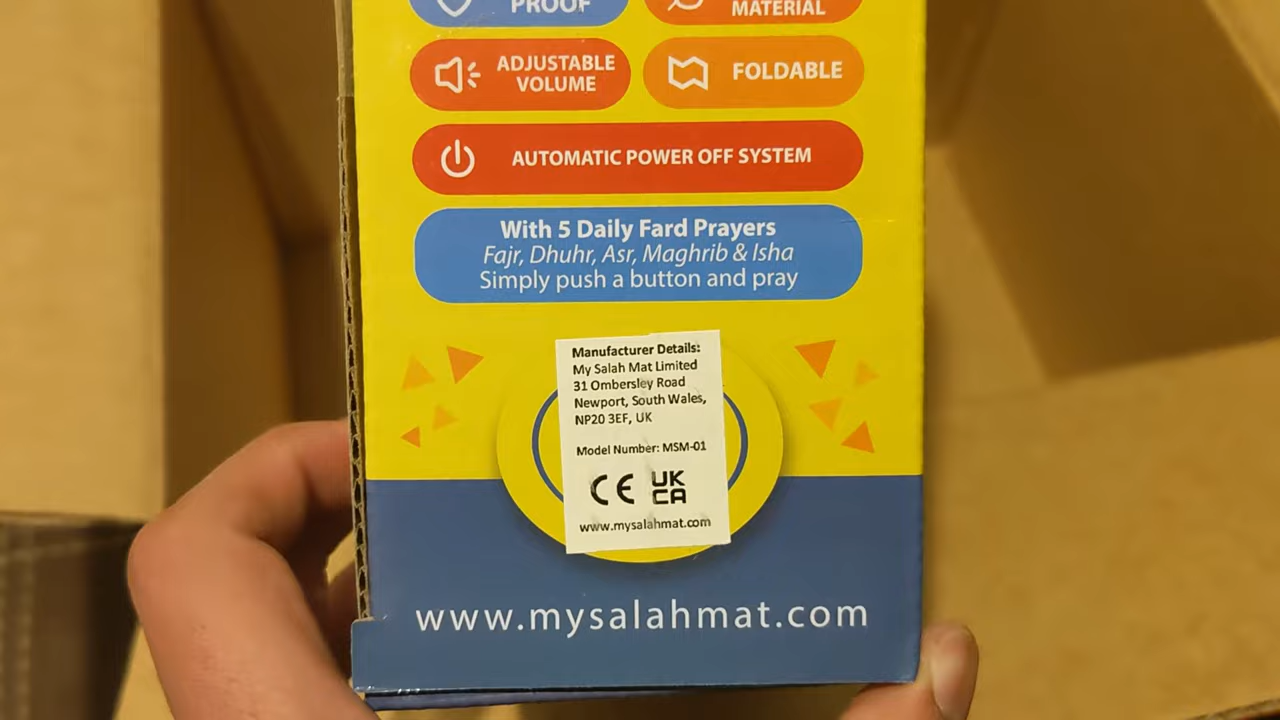 PROOF
MATERIAL
ADJUSTABLE
VOLUME
FOLDABLE
AUTOMATIC POWER OFF SYSTEM
With 5 Daily Fard Prayers
Fajr, Dhuhr, Asr, Maghrib & Isha
Simply push a button and pray
Manufacturer Details:
My Salah Mat Limited
31 Ombersley Road
Newport, South Wales,
NP20 3EF, UK
Model Number: MSM-01
CE UK
CA
www.mysalahmat.com
www.mysalahmat.com